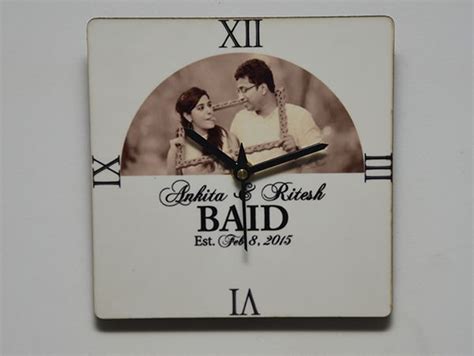 XII
IX III
Ankita & Ritesh
BAID
Est. Feb 8, 2015
VI